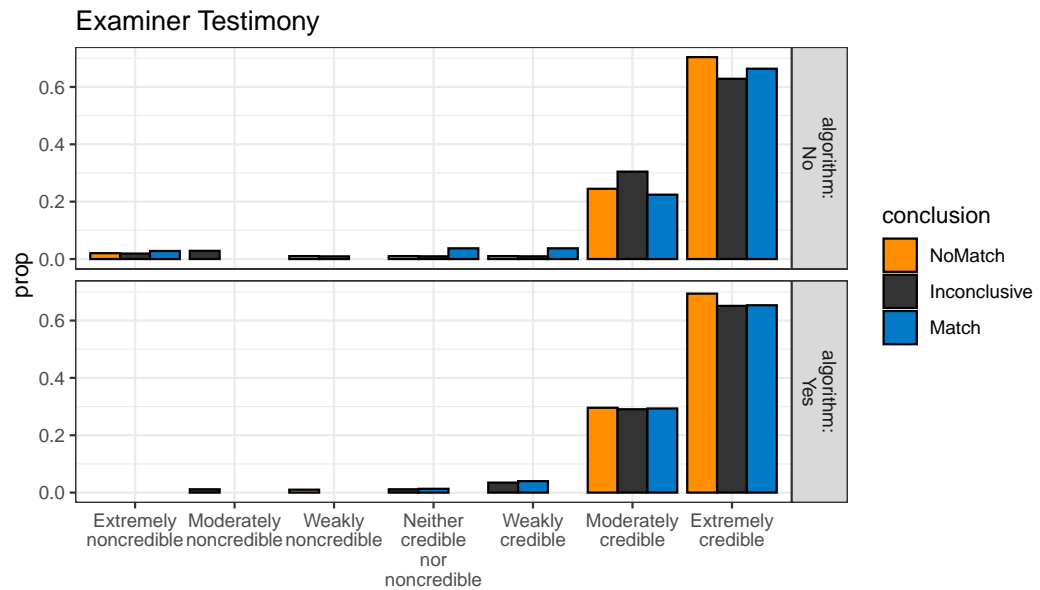 Examiner Testimony
prop
0.6
0.4
0.2
0.0
algorithm:
No
0.6
0.4
0.2
0.0
algorithm:
Yes
Extremely
noncredible
Moderately
noncredible
Weakly
noncredible
Neither
credible
nor
noncredible
Weakly
credible
Moderately
credible
Extremely
credible
conclusion
NoMatch
Inconclusive
Match